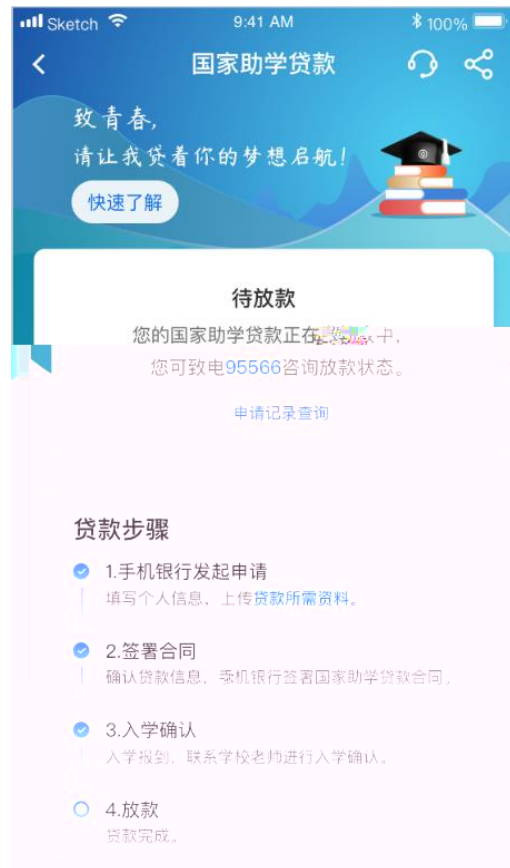 Sketch
9:41 AM
100%
国家助学贷款
致青春,
请让我贷着你的梦想启航!
快速了解
待放款
您的国家助学贷款正在 中,
您可致电95566咨询放款状态。
申请记录查询
贷款步骤
1.手机银行发起申请
填写个人信息，上传贷款所需资料。
2.签署合同
确认贷款信息，机银行签署国家助学贷款合同。
3.入学确认
入学报到，联系学校老师进行入学确认。
4.放款
贷款完成。